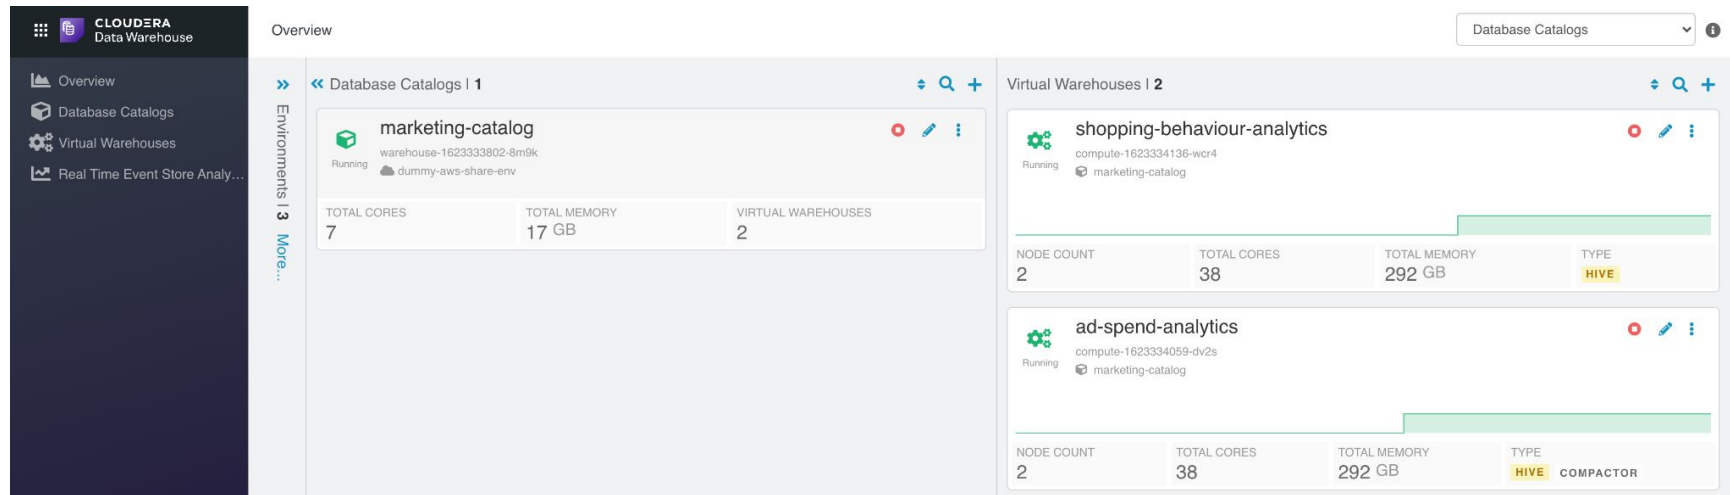 CLOUDERA
Data Warehouse
Overview
Database Catalogs
Overview
Database Catalogs
Virtual Warehouses
Real Time Event Store Analy...
Environments | 3 More...
Database Catalogs | 1
marketing-catalog
Running
warehouse-1623333802-8m9k
dummy-aws-share-env
TOTAL CORES
7
TOTAL MEMORY
17 GB
VIRTUAL WAREHOUSES
2
Virtual Warehouses | 2
shopping-behaviour-analytics
Running
compute-1623334136-wcr4
marketing-catalog
NODE COUNT
2
TOTAL CORES
38
TOTAL MEMORY
292 GB
TYPE
HIVE
ad-spend-analytics
Running
compute-1623334059-dv2s
marketing-catalog
NODE COUNT
2
TOTAL CORES
38
TOTAL MEMORY
292 GB
TYPE
HIVE COMPACTOR